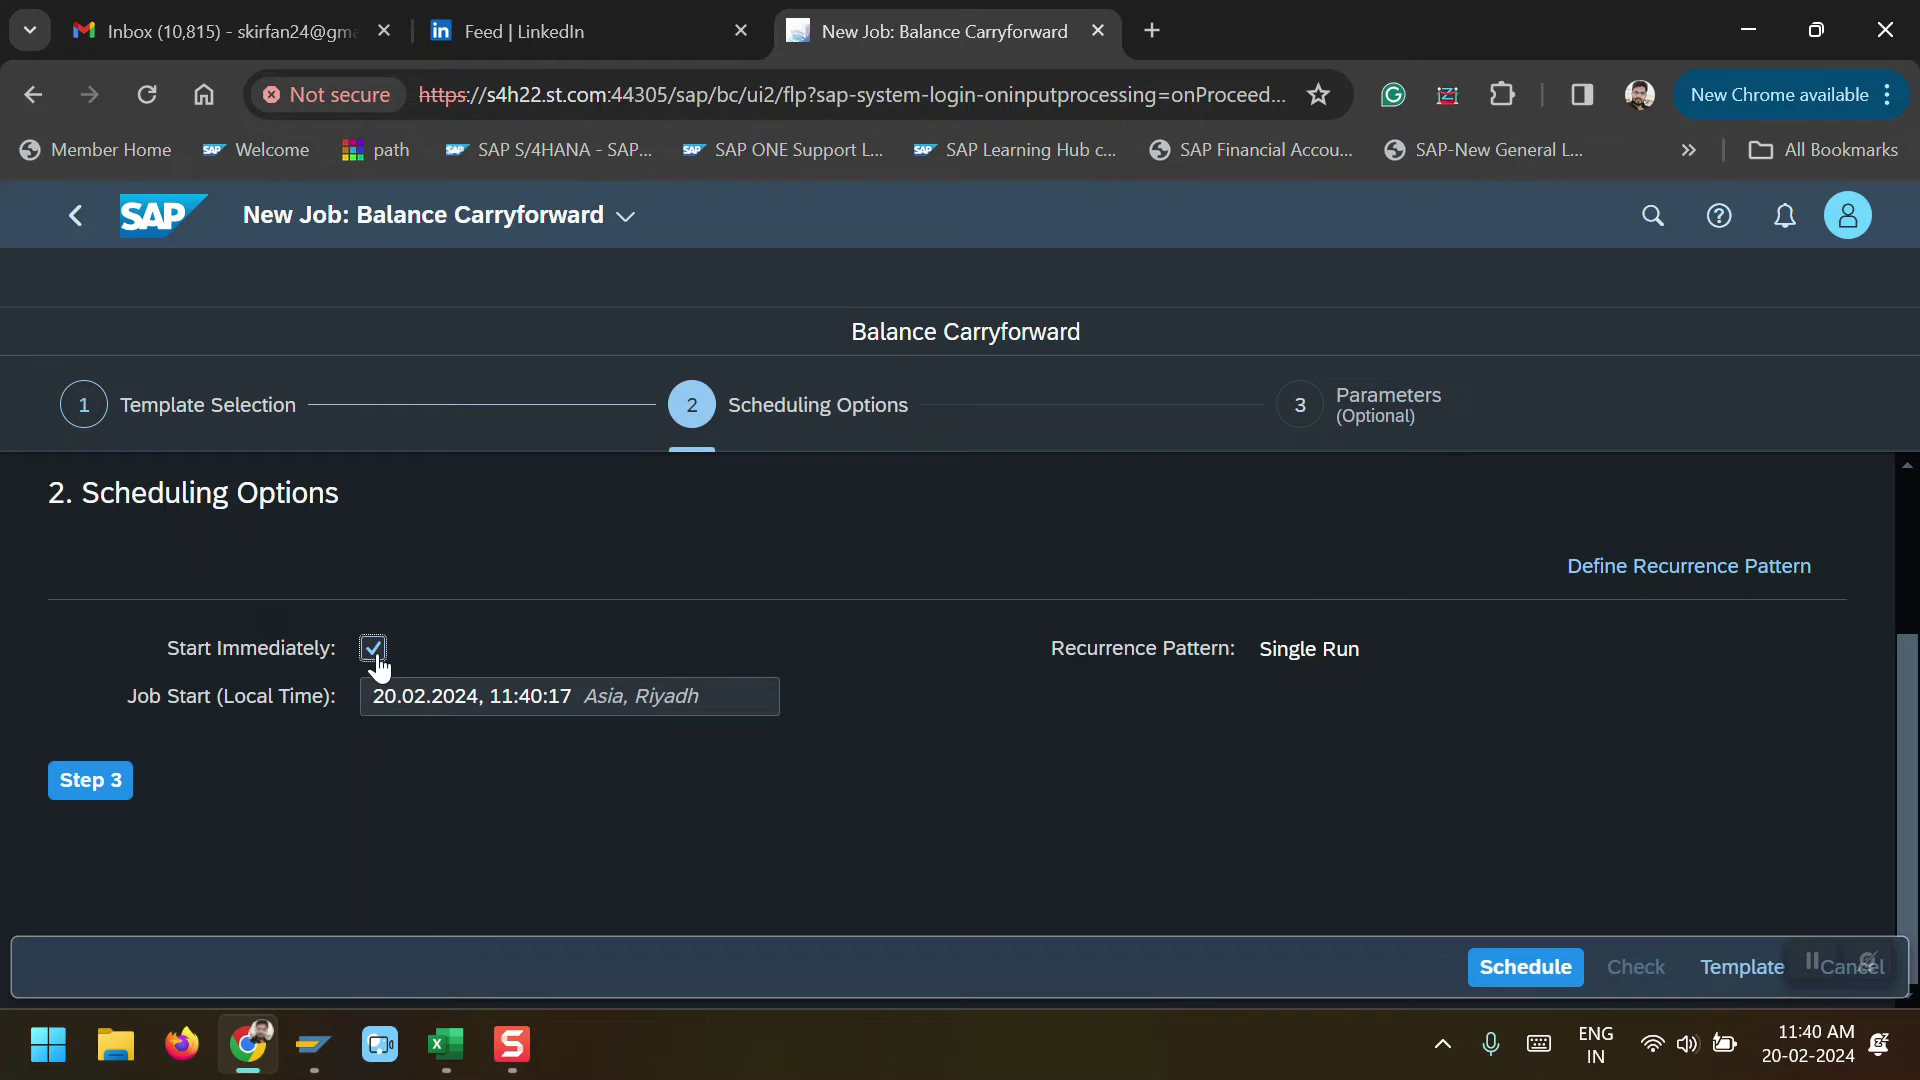 Inbox (10,815) - skirfan24@gma
Feed | LinkedIn
New Job: Balance Carryforward
Not secure
https://s4h22.st.com:44305/sap/bc/ui2/flp?sap-system-login-oninputprocessing=onProceed...
New Chrome available
Member Home
SAP Welcome
path
SAP SAP S/4HANA - SAP...
SAP SAP ONE Support L...
SAP SAP Learning Hub c...
SAP Financial Accou...
SAP-New General L...
All Bookmarks
SAP
New Job: Balance Carryforward
Balance Carryforward
1 Template Selection
2 Scheduling Options
3 Parameters
(Optional)
2. Scheduling Options
Define Recurrence Pattern
Start Immediately:
Recurrence Pattern: Single Run
Job Start (Local Time): 20.02.2024, 11:40:17 Asia, Riyadh
Step 3
Schedule Check Template Cancel
ENG
IN
11:40 AM
20-02-2024